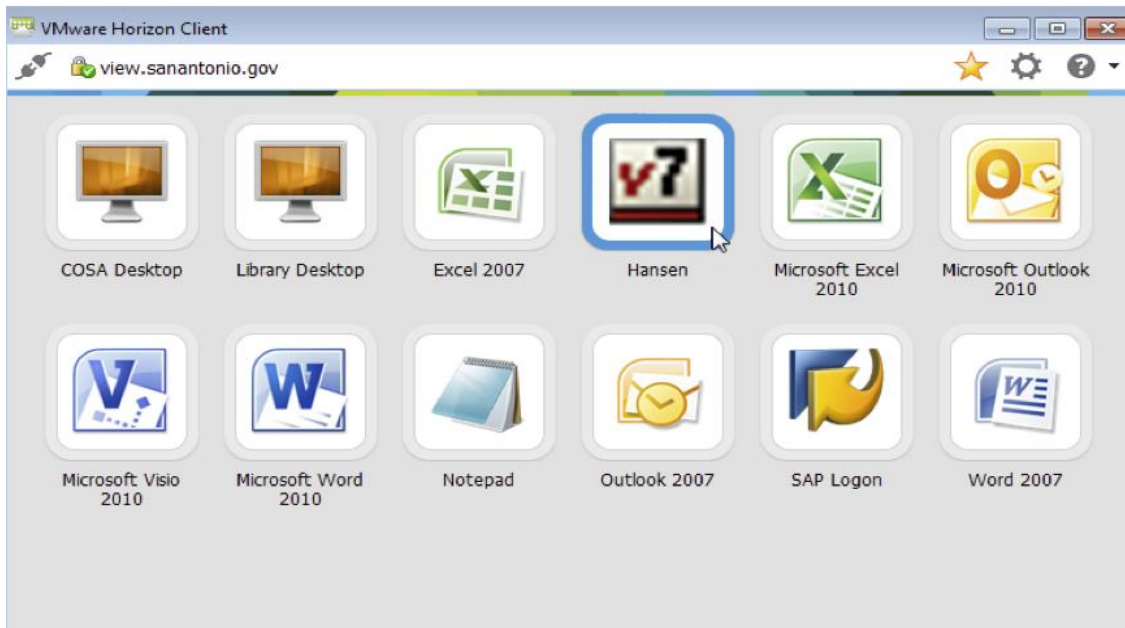 VMware Horizon Client
view.sanantonio.gov
COSA Desktop
Library Desktop
Excel 2007
v7
Hansen
Microsoft Excel
2010
Microsoft Outlook
2010
Microsoft Visio
2010
Microsoft Word
2010
Notepad
Outlook 2007
SAP Logon
Word 2007